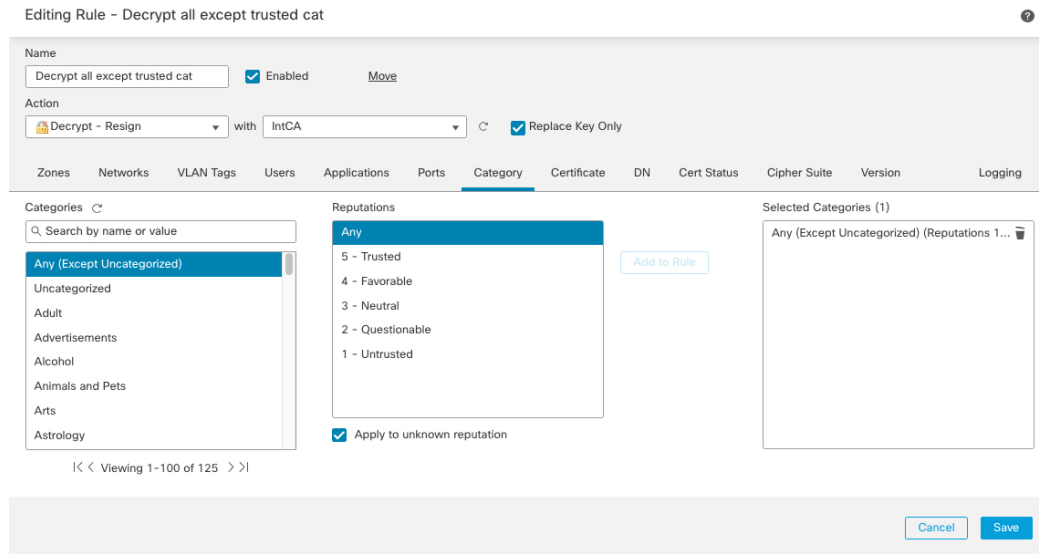 Editing Rule - Decrypt all except trusted cat
Name
Decrypt all except trusted cat
Enabled
Move
Action
Decrypt - Resign
with
IntCA
Replace Key Only
Zones
Networks
VLAN Tags
Users
Applications
Ports
Category
Certificate
DN
Cert Status
Cipher Suite
Version
Logging
Categories
Search by name or value
Any (Except Uncategorized)
Uncategorized
Adult
Advertisements
Alcohol
Animals and Pets
Arts
Astrology
Viewing 1-100 of 125
Reputations
Any
5 - Trusted
4 - Favorable
3 - Neutral
2 - Questionable
1 - Untrusted
Apply to unknown reputation
Add to Rule
Selected Categories (1)
Any (Except Uncategorized) (Reputations 1...
Cancel
Save